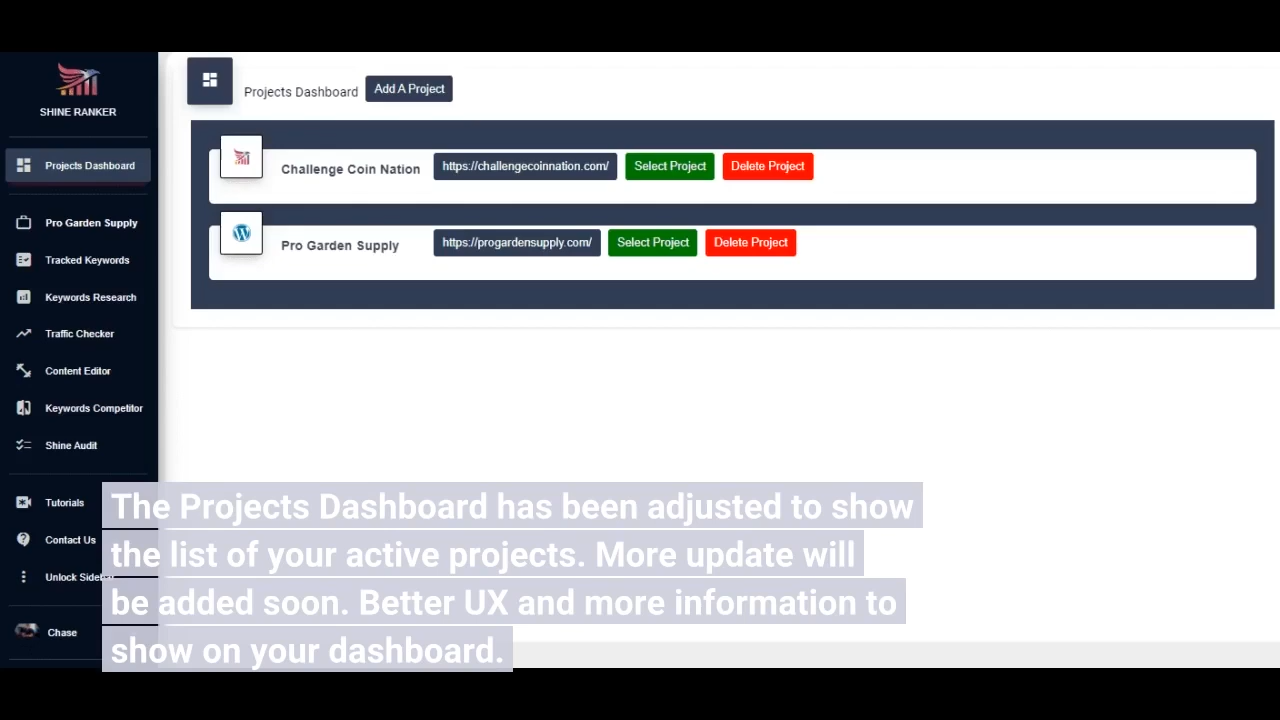 SHINE RANKER
Projects Dashboard
Pro Garden Supply
Tracked Keywords
Keywords Research
Traffic Checker
Content Editor
Keywords Competitor
Shine Audit
Tutorials
Contact Us
Unlock
Chase
Projects Dashboard Add A Project
Challenge Coin Nation https://challengecoinnation.com/ Select Project Delete Project
Pro Garden Supply https://progardensupply.com/ Select Project Delete Project
The Projects Dashboard has been adjusted to show
the list of your active projects. More update will
be added soon. Better UX and more information to
show on your dashboard.